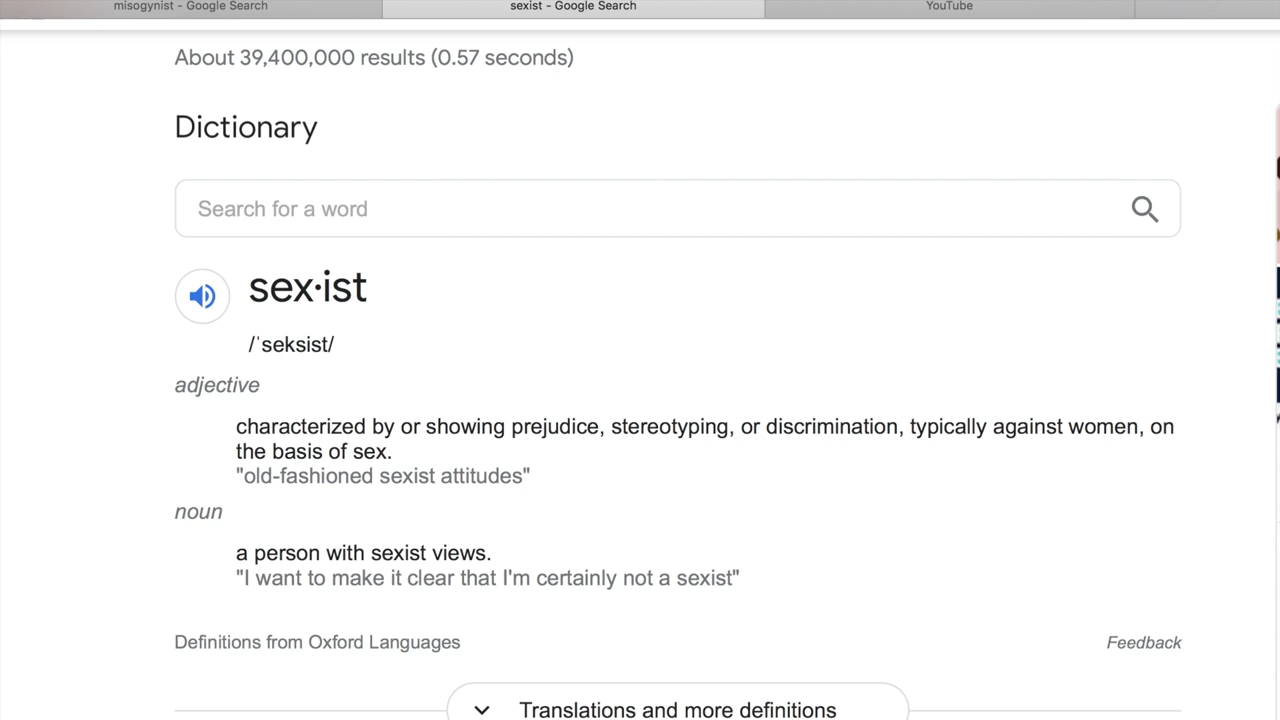 misogynist - Google Search
sexist - Google Search
YouTube
About 39,400,000 results (0.57 seconds)
Dictionary
Search for a word
sex·ist
/ˈseksist/
adjective
characterized by or showing prejudice, stereotyping, or discrimination, typically against women, on
the basis of sex.
"old-fashioned sexist attitudes"
noun
a person with sexist views.
"I want to make it clear that I'm certainly not a sexist"
Definitions from Oxford Languages
Feedback
Translations and more definitions